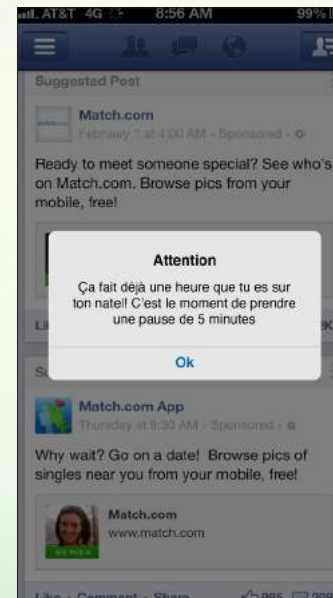 AT&T 4G 8:56 AM 99%
Suggested Post
Match.com
February 1 at 4:00 AM · Sponsored ·
Ready to meet someone special? See who's
on Match.com. Browse pics from your
mobile, free!
Attention
Ça fait déjà une heure que tu es sur
ton natel! C'est le moment de prendre
une pause de 5 minutes
Ok
Match.com App
Thursday at 9:30 AM · Sponsored ·
Why wait? Go on a date! Browse pics of
singles near you from your mobile, free!
Match.com
www.match.com
Like · Comment · Share